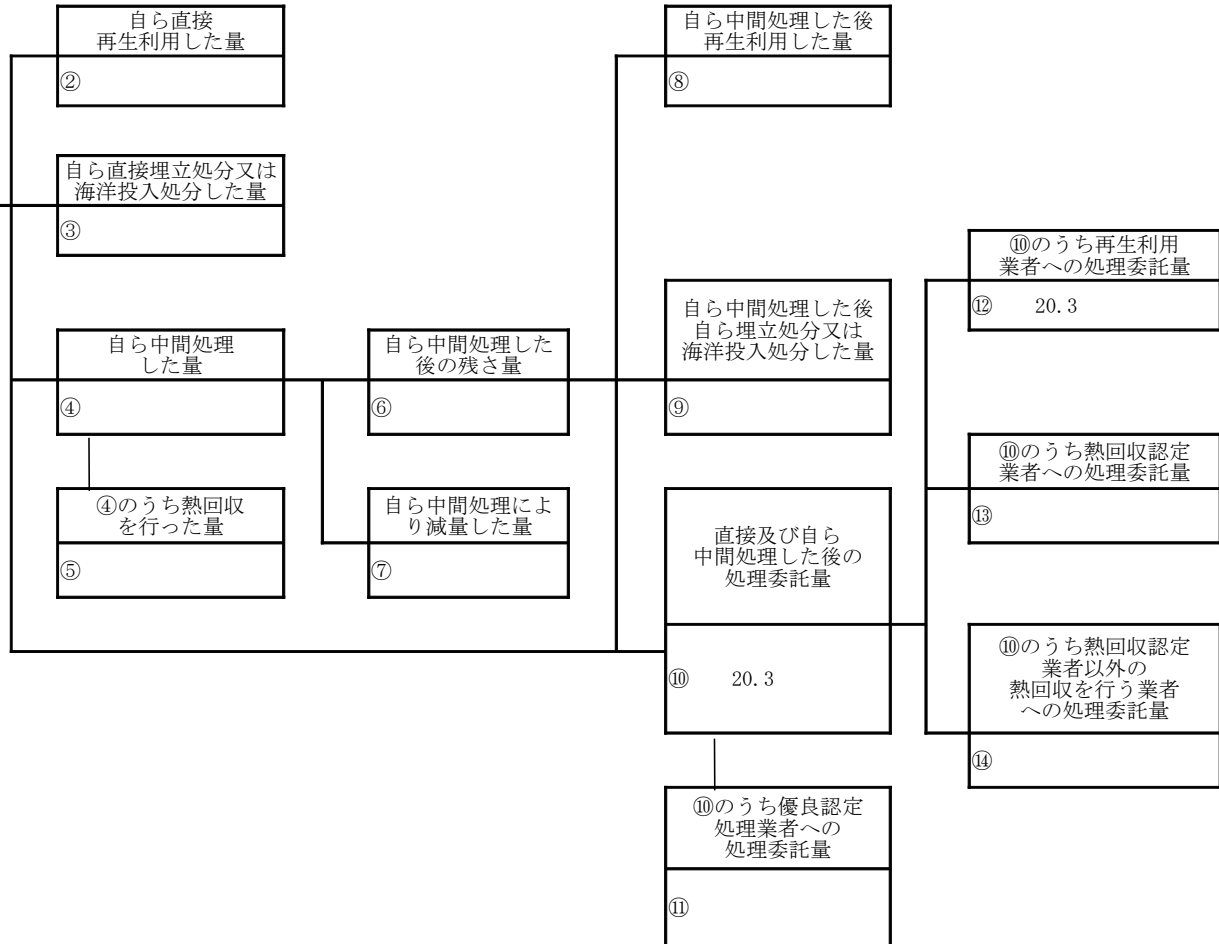 自ら直接
再生利用した量
②
自ら直接埋立処分又は
海洋投入処分した量
③
自ら中間処理
した量
④
④のうち熱回収
を行った量
⑤
自ら中間処理した
後の残さ量
⑥
自ら中間処理によ
り減量した量
⑦
自ら中間処理した後
再生利用した量
⑧
自ら中間処理した後
自ら埋立処分又は
海洋投入処分した量
⑨
直接及び自ら
中間処理した後の
処理委託量
⑩ 20.3
⑩のうち優良認定
処理業者への
処理委託量
⑪
⑩のうち再生利用
業者への処理委託量
⑫ 20.3
⑩のうち熱回収認定
業者への処理委託量
⑬
⑩のうち熱回収認定
業者以外の
熱回収を行う業者
への処理委託量
⑭